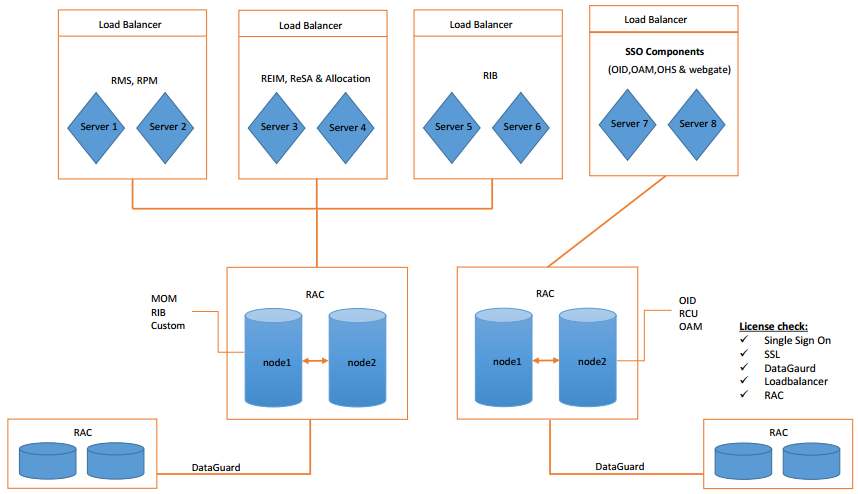 Load Balancer
Load Balancer
Load Balancer
Load Balancer
RMS, RPM
Server 1
Server 2
REIM, ReSA & Allocation
Server 3
Server 4
RIB
Server 5
Server 6
SSO Components
(OID,OAM,OHS & webgate)
Server 7
Server 8
MOM
RIB
Custom
RAC
node1
node2
RAC
node1
node2
OID
RCU
OAM
License check:
✓ Single Sign On
✓ SSL
✓ DataGaurd
✓ Loadbalancer
✓ RAC
RAC
DataGuard
DataGuard
RAC